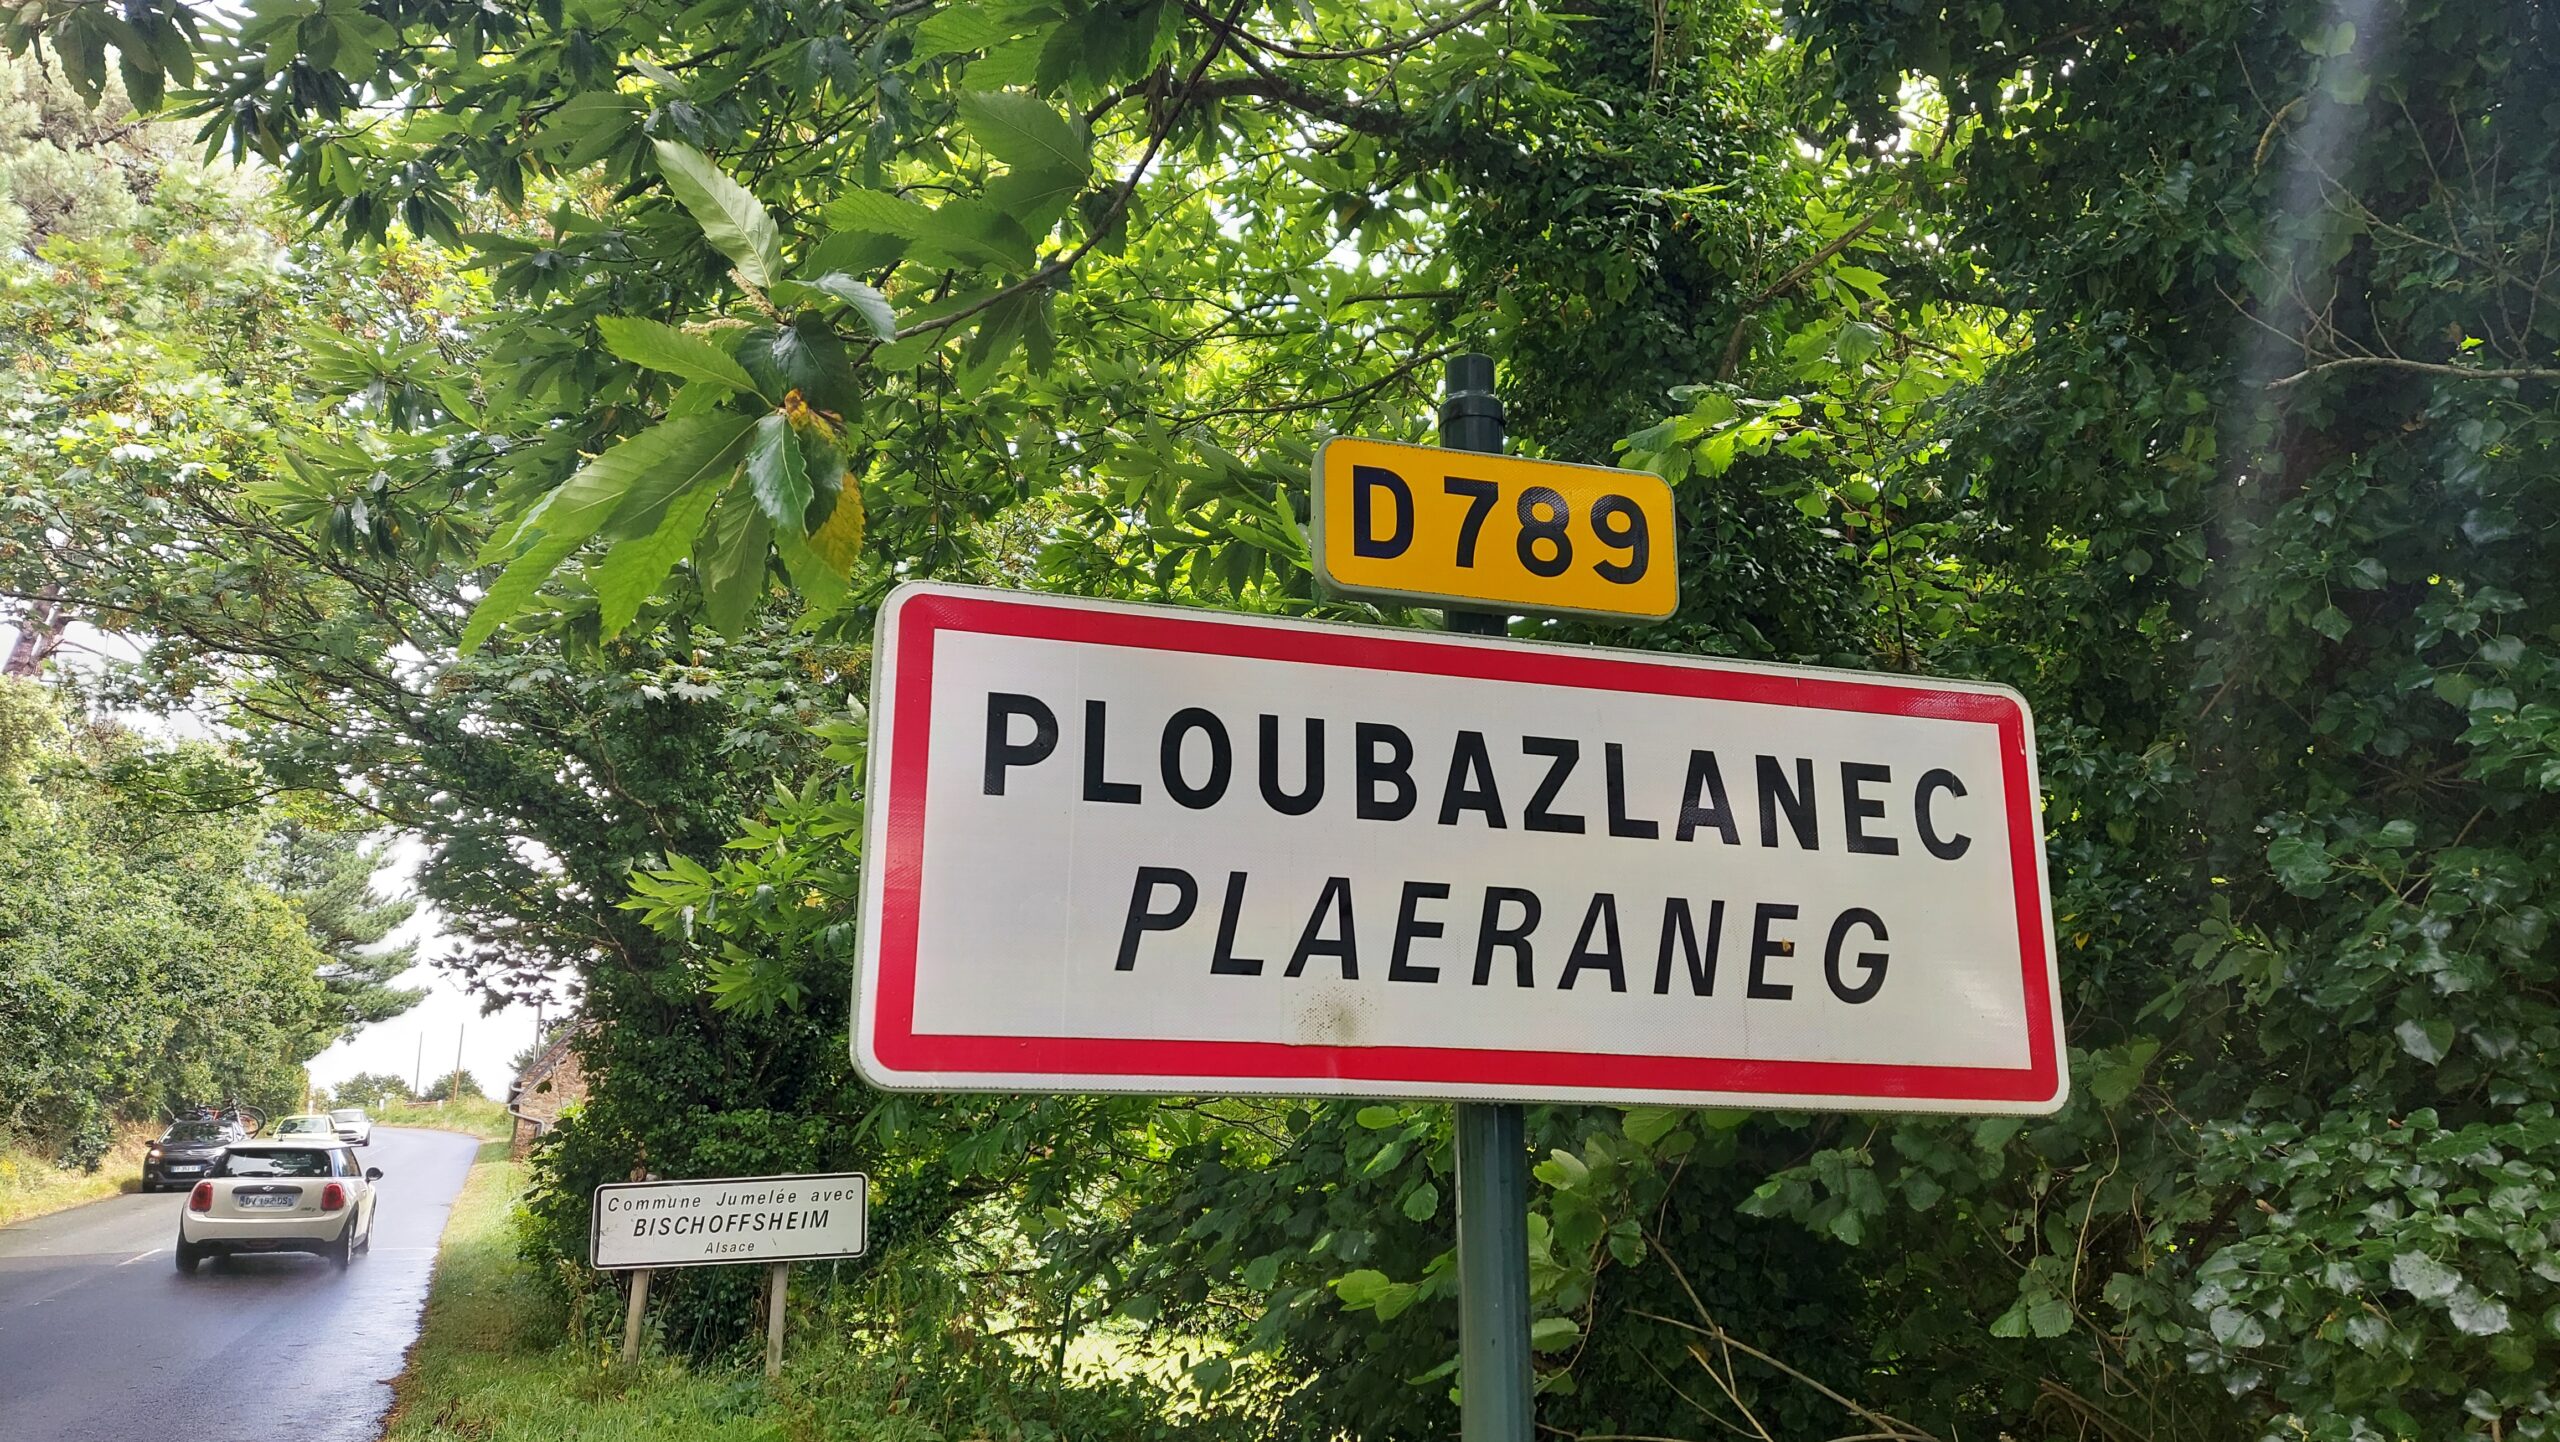 D789
PLOUBAZLANEC
PLAERANEG
Commune Jumelée avec
BISCHOFFSHEIM
Alsace